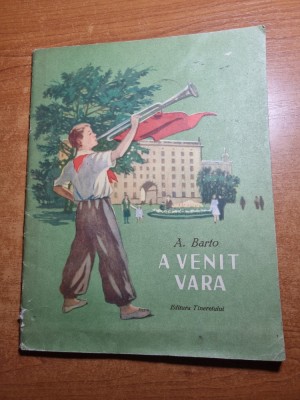 A. Barto
A VENIT
VARA
Editura Tineretului